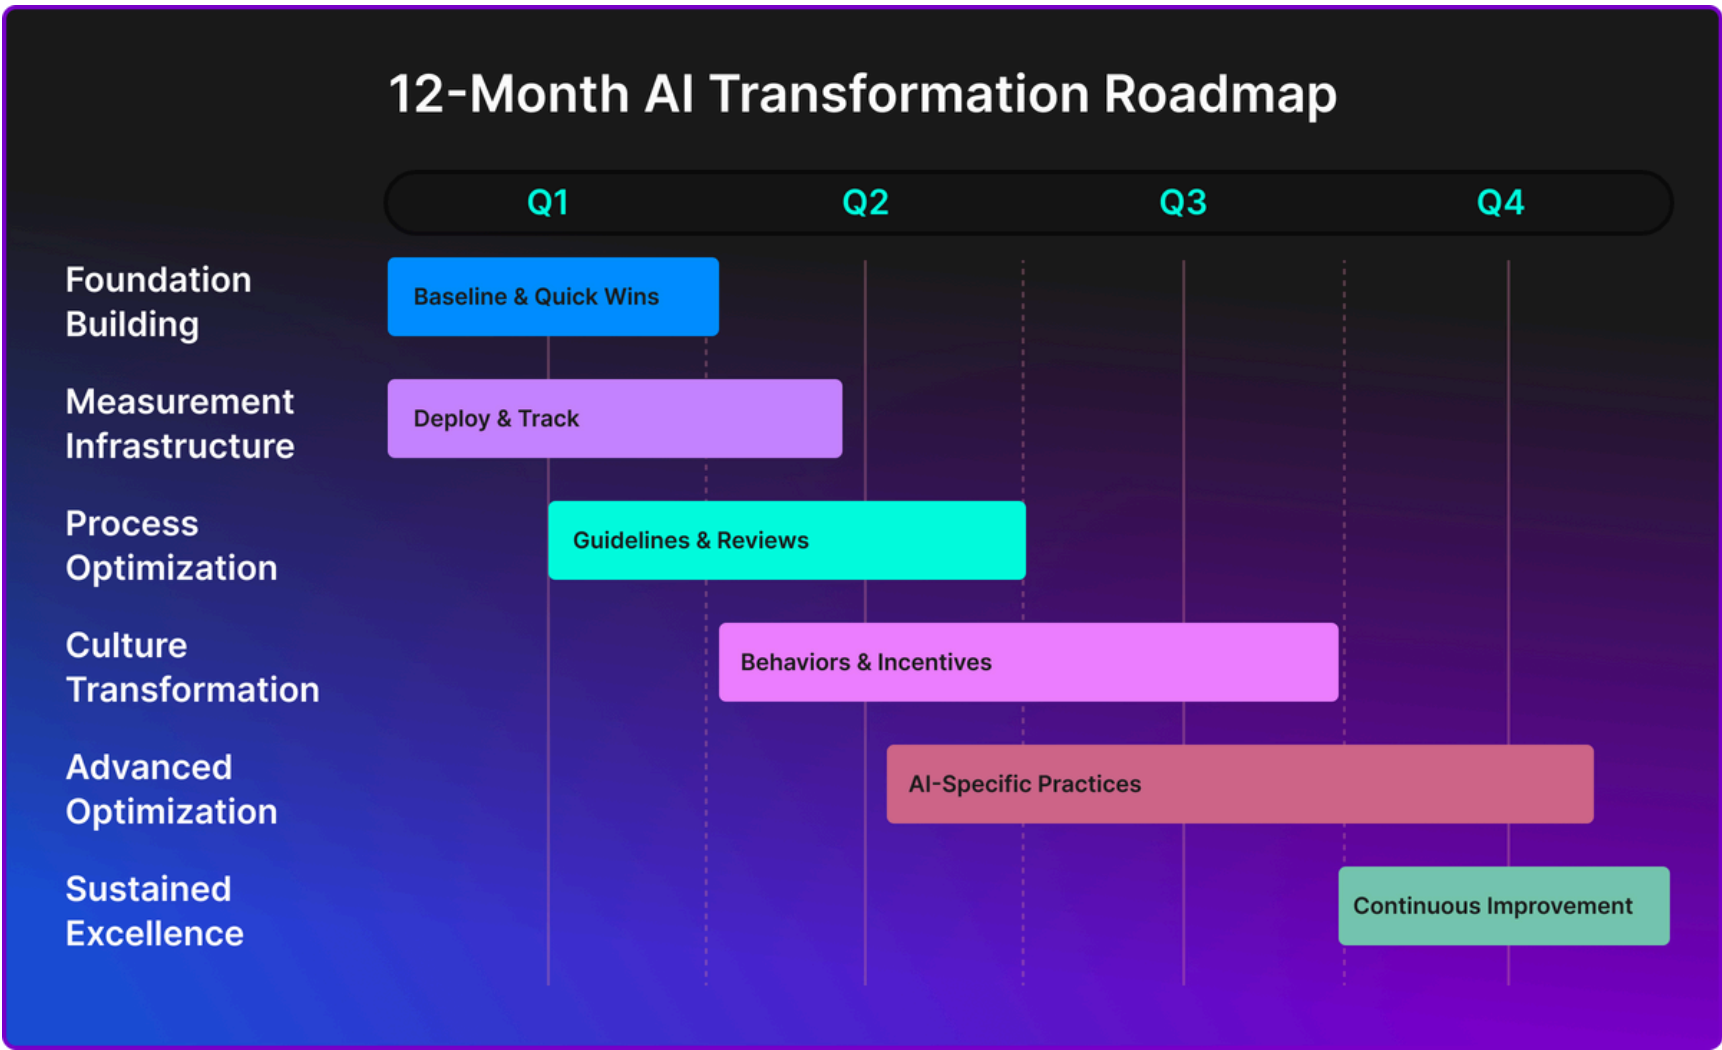 12-Month AI Transformation Roadmap
Q1 Q2 Q3 Q4
Foundation
Building
Baseline & Quick Wins
Measurement
Infrastructure
Deploy & Track
Process
Optimization
Guidelines & Reviews
Culture
Transformation
Behaviors & Incentives
Advanced
Optimization
AI-Specific Practices
Sustained
Excellence
Continuous Improvement